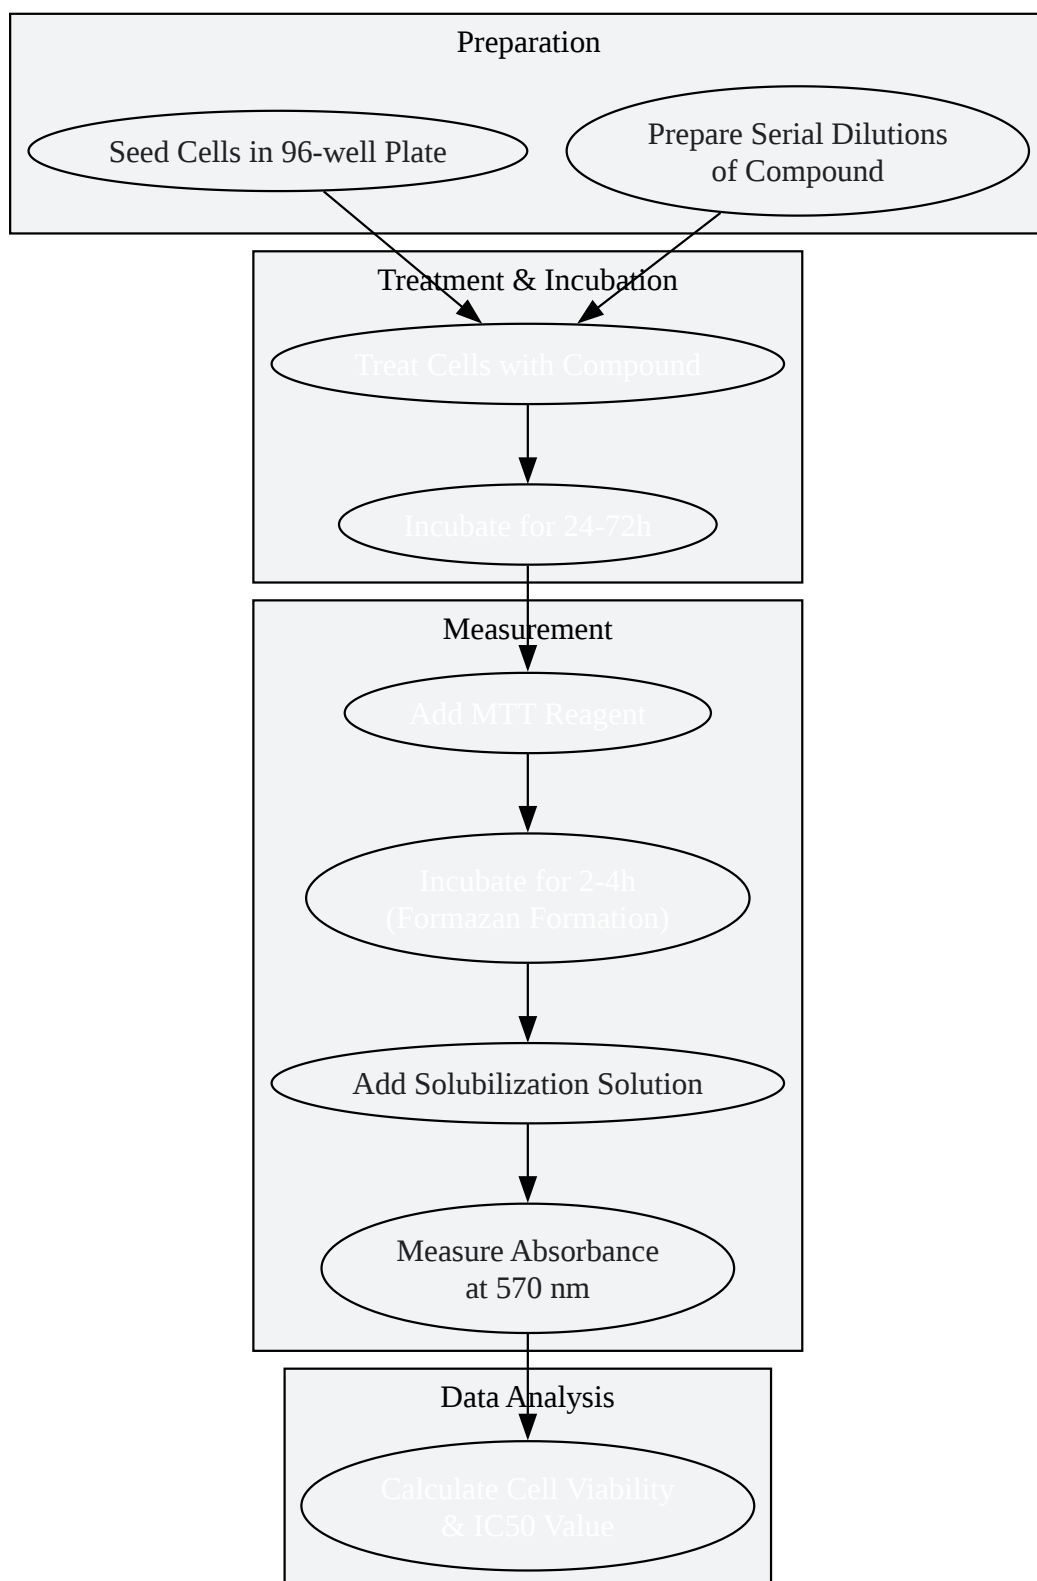 Preparation
Seed Cells in 96-well Plate
Prepare Serial Dilutions
of Compound
Treatment & Incubation
Treat Cells with Compound
Incubate for 24-72h
Measurement
Add MTT Reagent
Incubate for 2-4h
(Formazan Formation)
Add Solubilization Solution
Measure Absorbance
at 570 nm
Data Analysis
Calculate Cell Viability
& IC50 Value